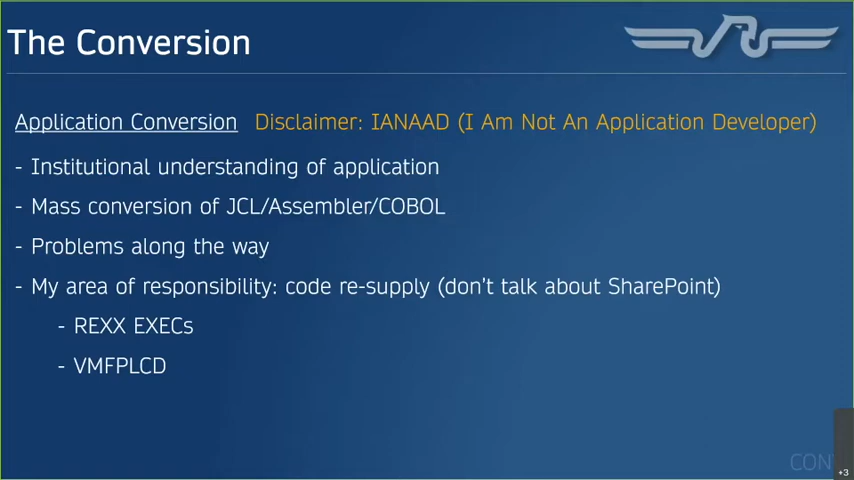 The Conversion
Application Conversion Disclaimer: IANAAD (I Am Not An Application Developer)
- Institutional understanding of application
- Mass conversion of JCL/Assembler/COBOL
- Problems along the way
- My area of responsibility: code re-supply (don't talk about SharePoint)
- REXX EXECs
- VMFPLCD
CON
+3